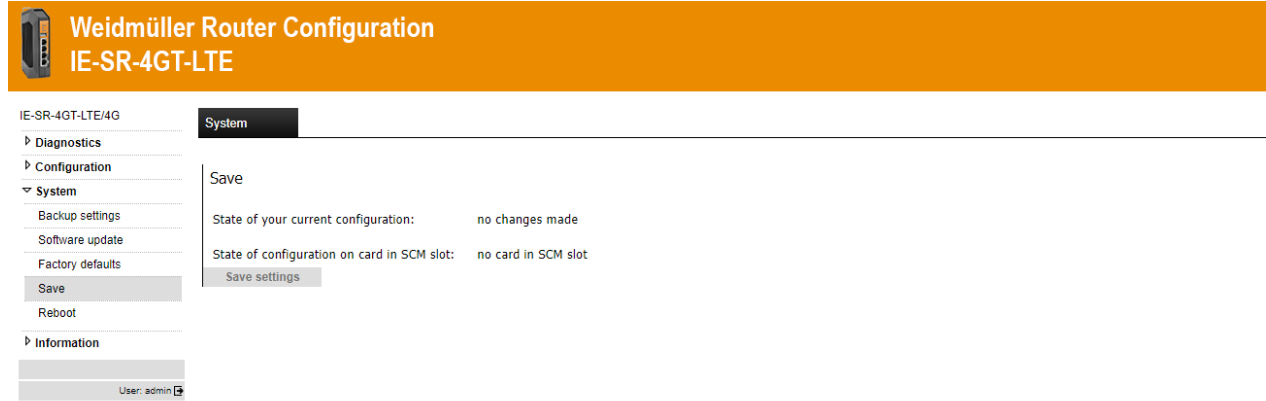 Weidmüller Router Configuration
IE-SR-4GT-LTE
IE-SR-4GT-LTE/4G
Diagnostics
Configuration
System
Backup settings
Software update
Factory defaults
Save
Reboot
Information
User: admin
System
Save
State of your current configuration: no changes made
State of configuration on card in SCM slot: no card in SCM slot
Save settings